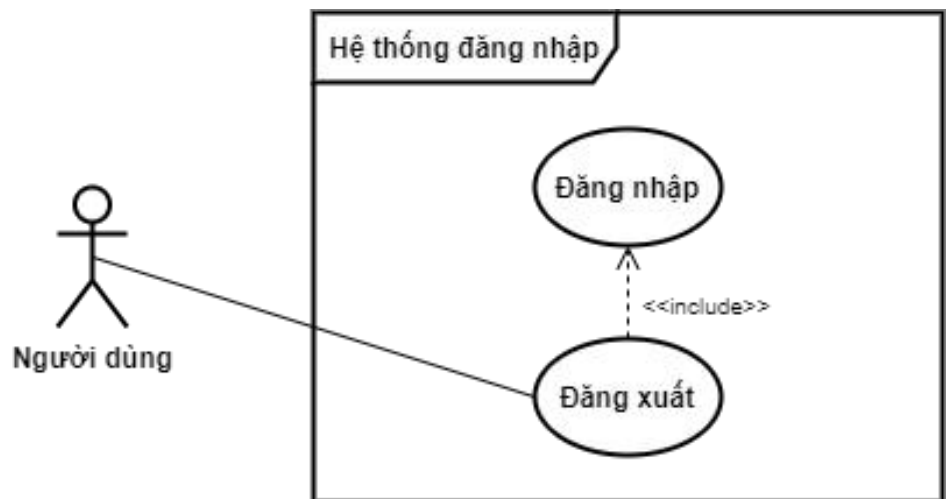 Hệ thống đăng nhập
Đăng nhập
<<include>>
Người dùng
Đăng xuất